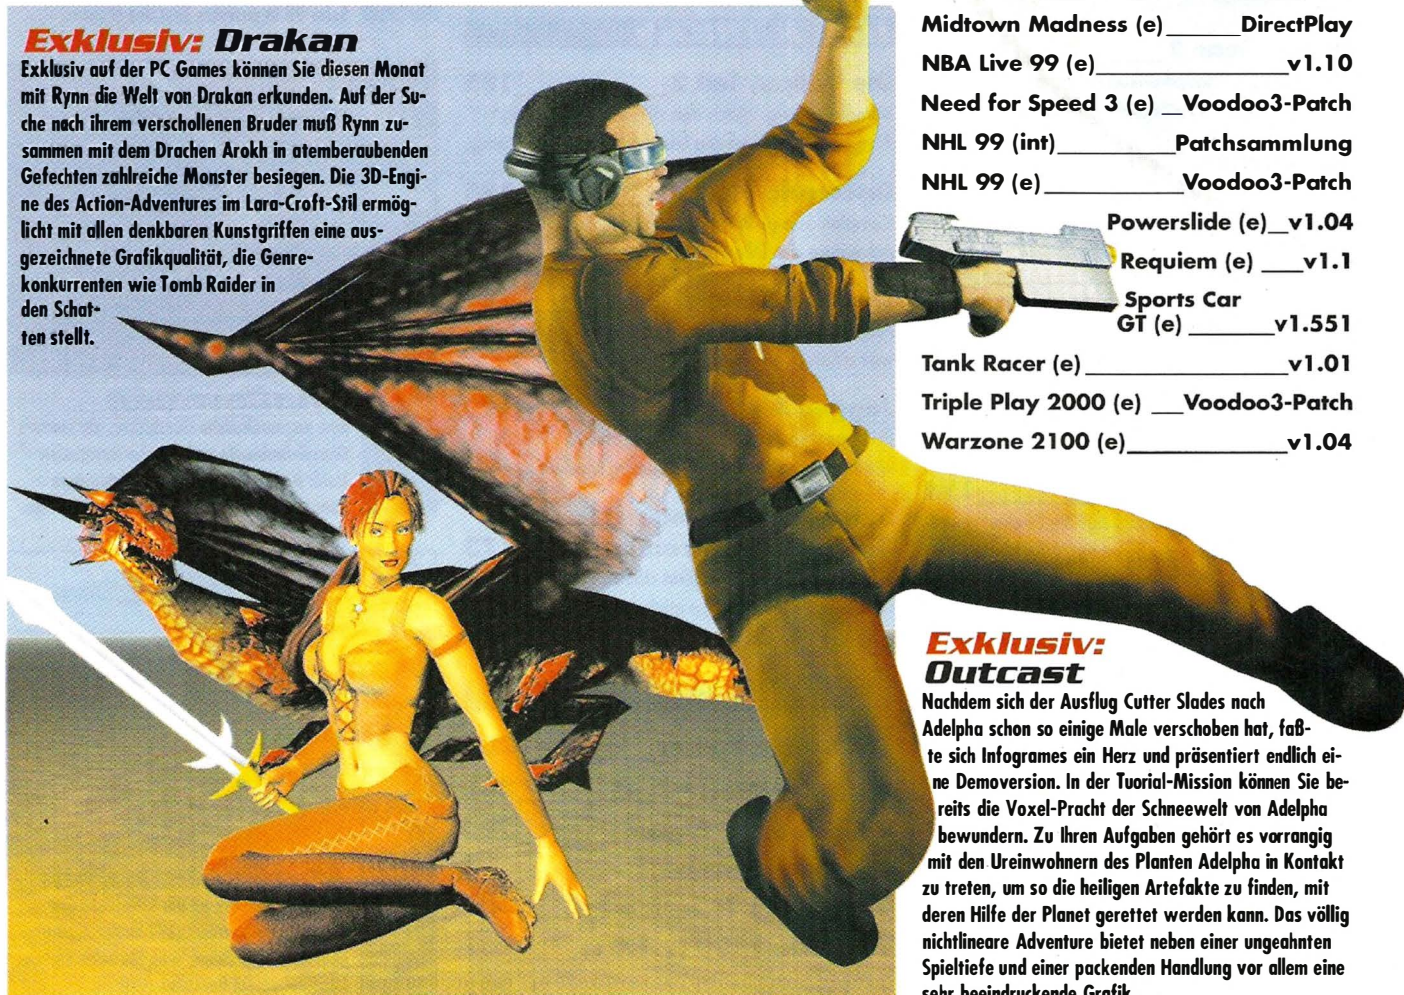 Exklusiv: Drakan
Exklusiv auf der PC Games können Sie diesen Monat
mit Rynn die Welt von Drakan erkunden. Auf der Su-
che nach ihrem verschollenen Bruder muß Rynn zu-
sammen mit dem Drachen Arokh in atemberaubenden
Gefechten zahlreiche Monster besiegen. Die 3D-Engi-
ne des Action-Adventures im Lara-Croft-Stil ermög-
licht mit allen denkbaren Kunstgriffen eine aus-
gezeichnete Grafikqualität, die Genre-
konkurrenten wie Tomb Raider in
den Schat-
ten stellt.
Midtown Madness (e)______DirectPlay
NBA Live 99 (e)________________v1.10
Need for Speed 3 (e) __Voodoo3-Patch
NHL 99 (int)__________Patchsammlung
NHL 99 (e)____________Voodoo3-Patch
Powerslide (e)__v1.04
Requiem (e) ____v1.1
Sports Car
GT (e) ________v1.551
Tank Racer (e)_________________v1.01
Triple Play 2000 (e) ___Voodoo3-Patch
Warzone 2100 (e)______________v1.04
Exklusiv:
Outcast
Nachdem sich der Ausflug Cutter Slades nach
Adelpha schon so einige Male verschoben hat, faß-
te sich Infogrames ein Herz und präsentiert endlich ei-
ne Demoversion. In der Tuorial-Mission können Sie be-
reits die Voxel-Pracht der Schneewelt von Adelpha
bewundern. Zu Ihren Aufgaben gehört es vorrangig
mit den Ureinwohnern des Planten Adelpha in Kontakt
zu treten, um so die heiligen Artefakte zu finden, mit
deren Hilfe der Planet gerettet werden kann. Das völlig
nichtlineare Adventure bietet neben einer ungeahnten
Spieltiefe und einer packenden Handlung vor allem eine
sehr beeindruckende Grafik.